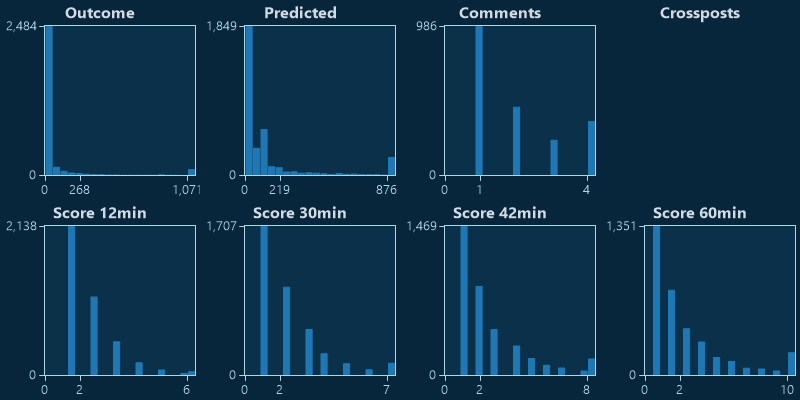 Outcome Predicted Comments Crossposts
2,484 1,849 986
0 0 0
0 268 1,071 0 219 876 0 1 4
Score 12min Score 30min Score 42min Score 60min
2,138 1,707 1,469 1,351
0 0 0 0
0 2 6 0 2 7 0 2 8 0 2 10